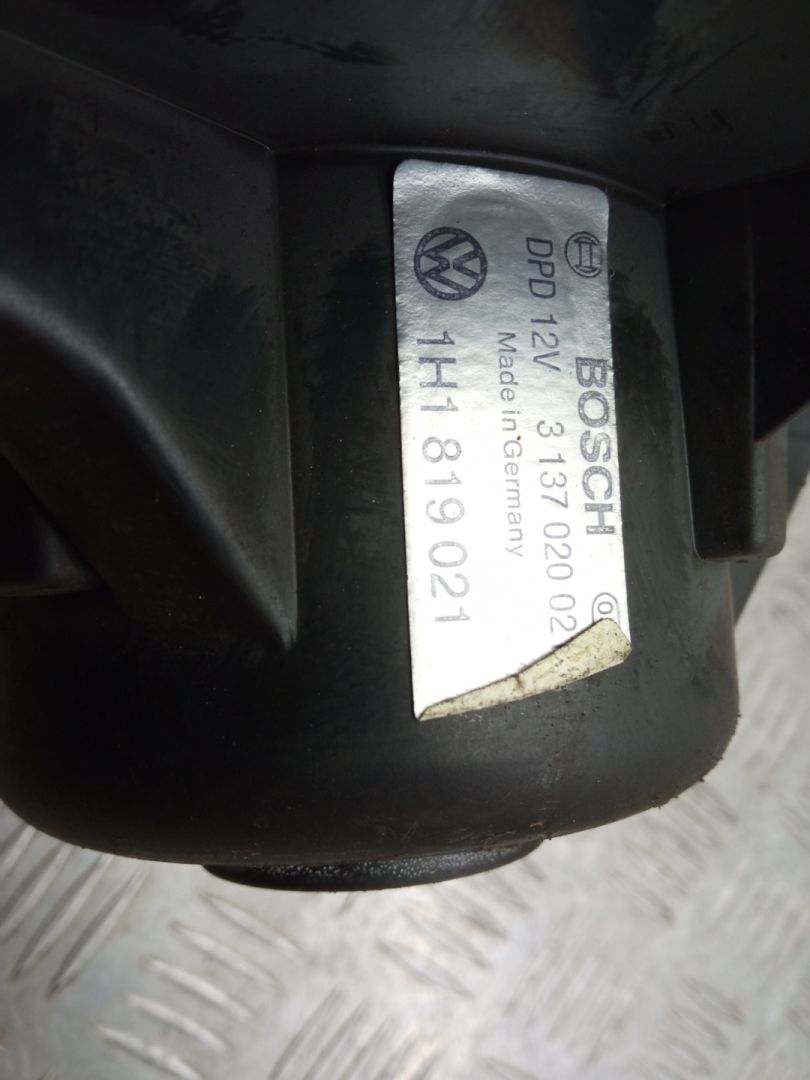 BOSCH
DPD 12V 3 137 020 02
Made in Germany
1H1 819 021